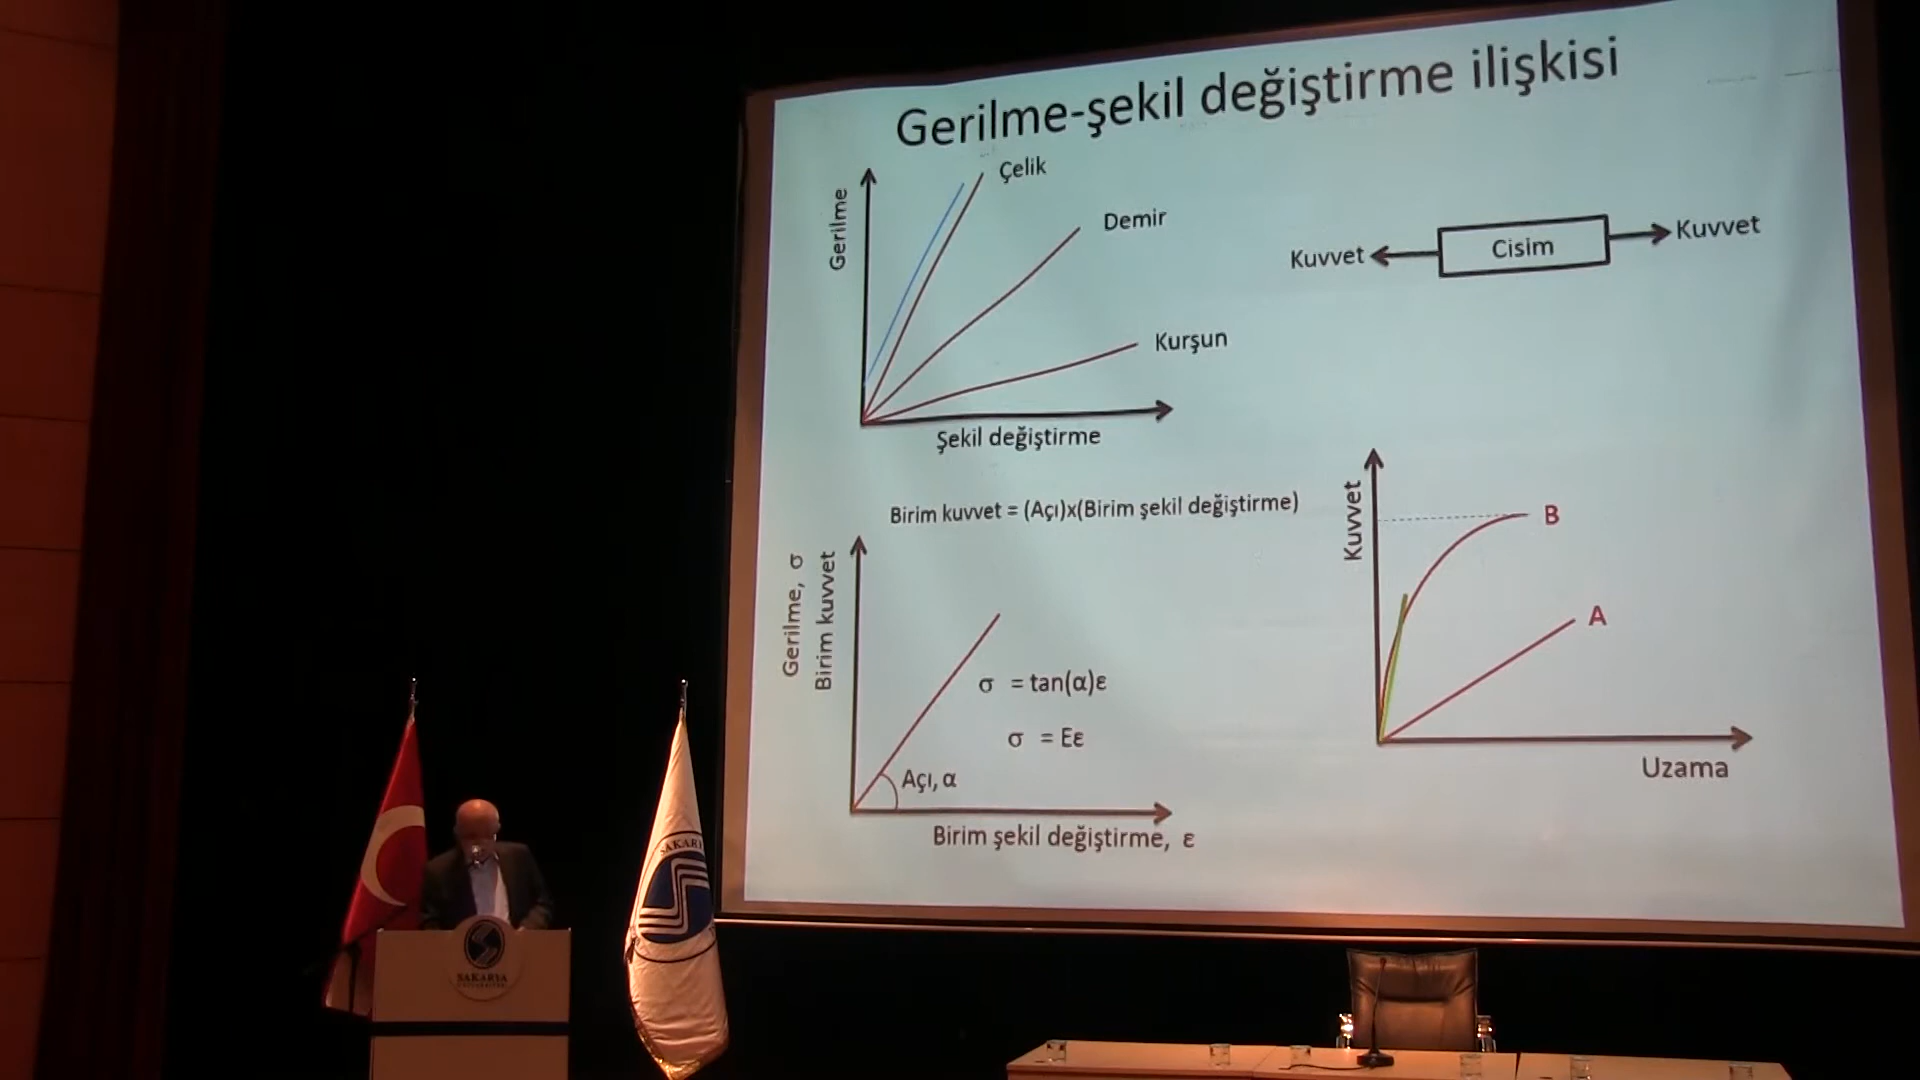 Gerilme-şekil değiştirme ilişkisi
Gerilme
Çelik
Demir
Kurşun
Şekil değiştirme
Kuvvet
Cisim
Kuvvet
Birim kuvvet = (Açı)x(Birim şekil değiştirme)
Gerilme, σ
Birim kuvvet
σ = tan(α)ε
σ = Eε
Açı, α
Birim şekil değiştirme, ε
Kuvvet
B
A
Uzama
SAKARYA
SAKARYA